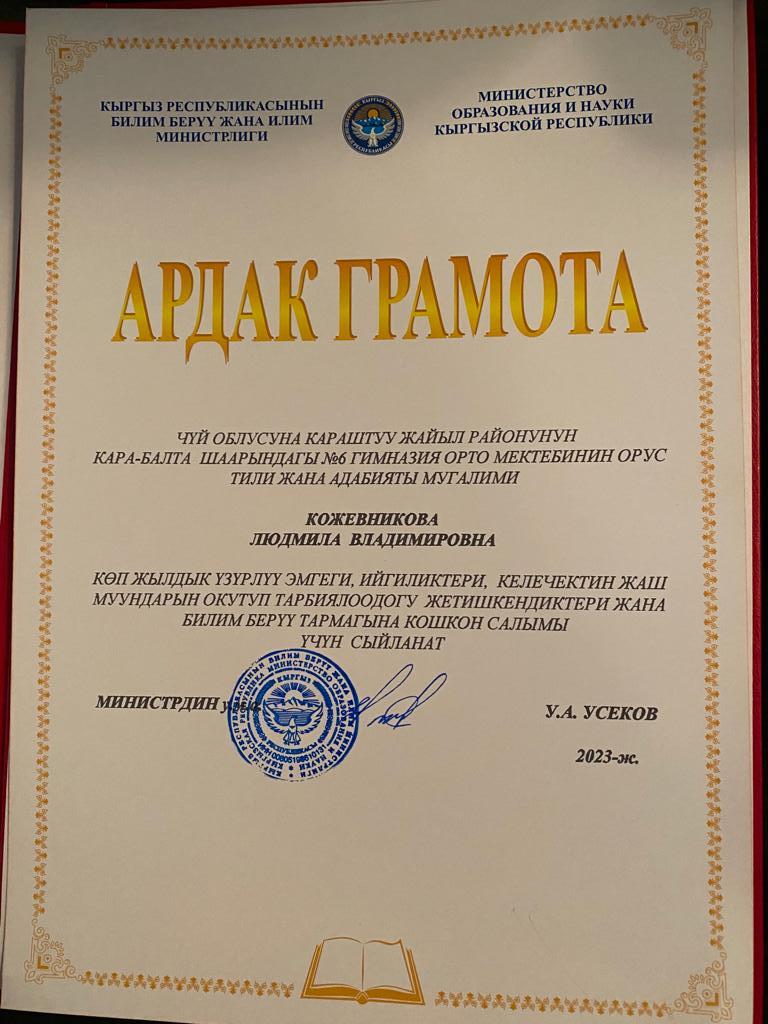 КЫРГЫЗ РЕСПУБЛИКАСЫНЫН
БИЛИМ БЕРҮҮ ЖАНА ИЛИМ
МИНИСТРЛИГИ
МИНИСТЕРСТВО
ОБРАЗОВАНИЯ И НАУКИ
КЫРГЫЗСКОЙ РЕСПУБЛИКИ
АРДАК ГРАМОТА
ЧҮЙ ОБЛУСУНА КАРАШТУУ ЖАЙЫЛ РАЙОНУНУН
КАРА-БАЛТА ШААРЫНДАГЫ №6 ГИМНАЗИЯ ОРТО МЕКТЕБИНИН ОРУС
ТИЛИ ЖАНА АДАБИЯТЫ МУГАЛИМИ
КОЖЕВНИКОВА
ЛЮДМИЛА ВЛАДИМИРОВНА
КӨП ЖЫЛДЫК ҮЗҮРЛҮҮ ЭМГЕГИ, ИЙГИЛИКТЕРИ, КЕЛЕЧЕКТИН ЖАШ
МУУНДАРЫН ОКУТУП ТАРБИЯЛООДОГУ ЖЕТИШКЕНДИКТЕРИ ЖАНА
БИЛИМ БЕРҮҮ ТАРМАГЫНА КОШКОН САЛЫМЫ
ҮЧҮН СЫЙЛАНАТ
МИНИСТРДИН
У.А. УСЕКОВ
2023-ж.
КЫРГЫЗ